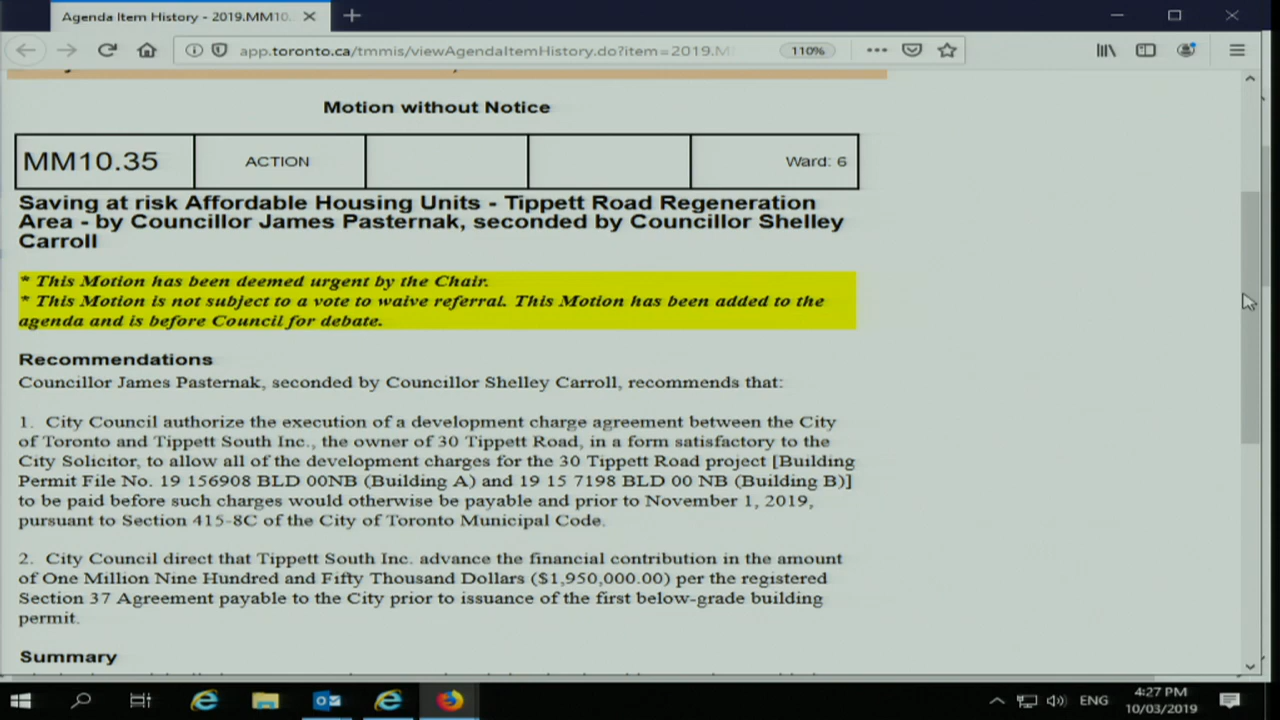 Agenda Item History - 2019.MM10.
app.toronto.ca/tmmis/viewAgendaItemHistory.do?item=2019.M
110%
Motion without Notice
MM10.35
ACTION
Ward: 6
Saving at risk Affordable Housing Units - Tippett Road Regeneration
Area - by Councillor James Pasternak, seconded by Councillor Shelley
Carroll
* This Motion has been deemed urgent by the Chair.
* This Motion is not subject to a vote to waive referral. This Motion has been added to the
agenda and is before Council for debate.
Recommendations
Councillor James Pasternak, seconded by Councillor Shelley Carroll, recommends that:
1. City Council authorize the execution of a development charge agreement between the City
of Toronto and Tippett South Inc., the owner of 30 Tippett Road, in a form satisfactory to the
City Solicitor, to allow all of the development charges for the 30 Tippett Road project [Building
Permit File No. 19 156908 BLD 00NB (Building A) and 19 15 7198 BLD 00 NB (Building B)]
to be paid before such charges would otherwise be payable and prior to November 1, 2019,
pursuant to Section 415-8C of the City of Toronto Municipal Code.
2. City Council direct that Tippett South Inc. advance the financial contribution in the amount
of One Million Nine Hundred and Fifty Thousand Dollars ($1,950,000.00) per the registered
Section 37 Agreement payable to the City prior to issuance of the first below-grade building
permit.
Summary
ENG
4:27 PM
10/03/2019